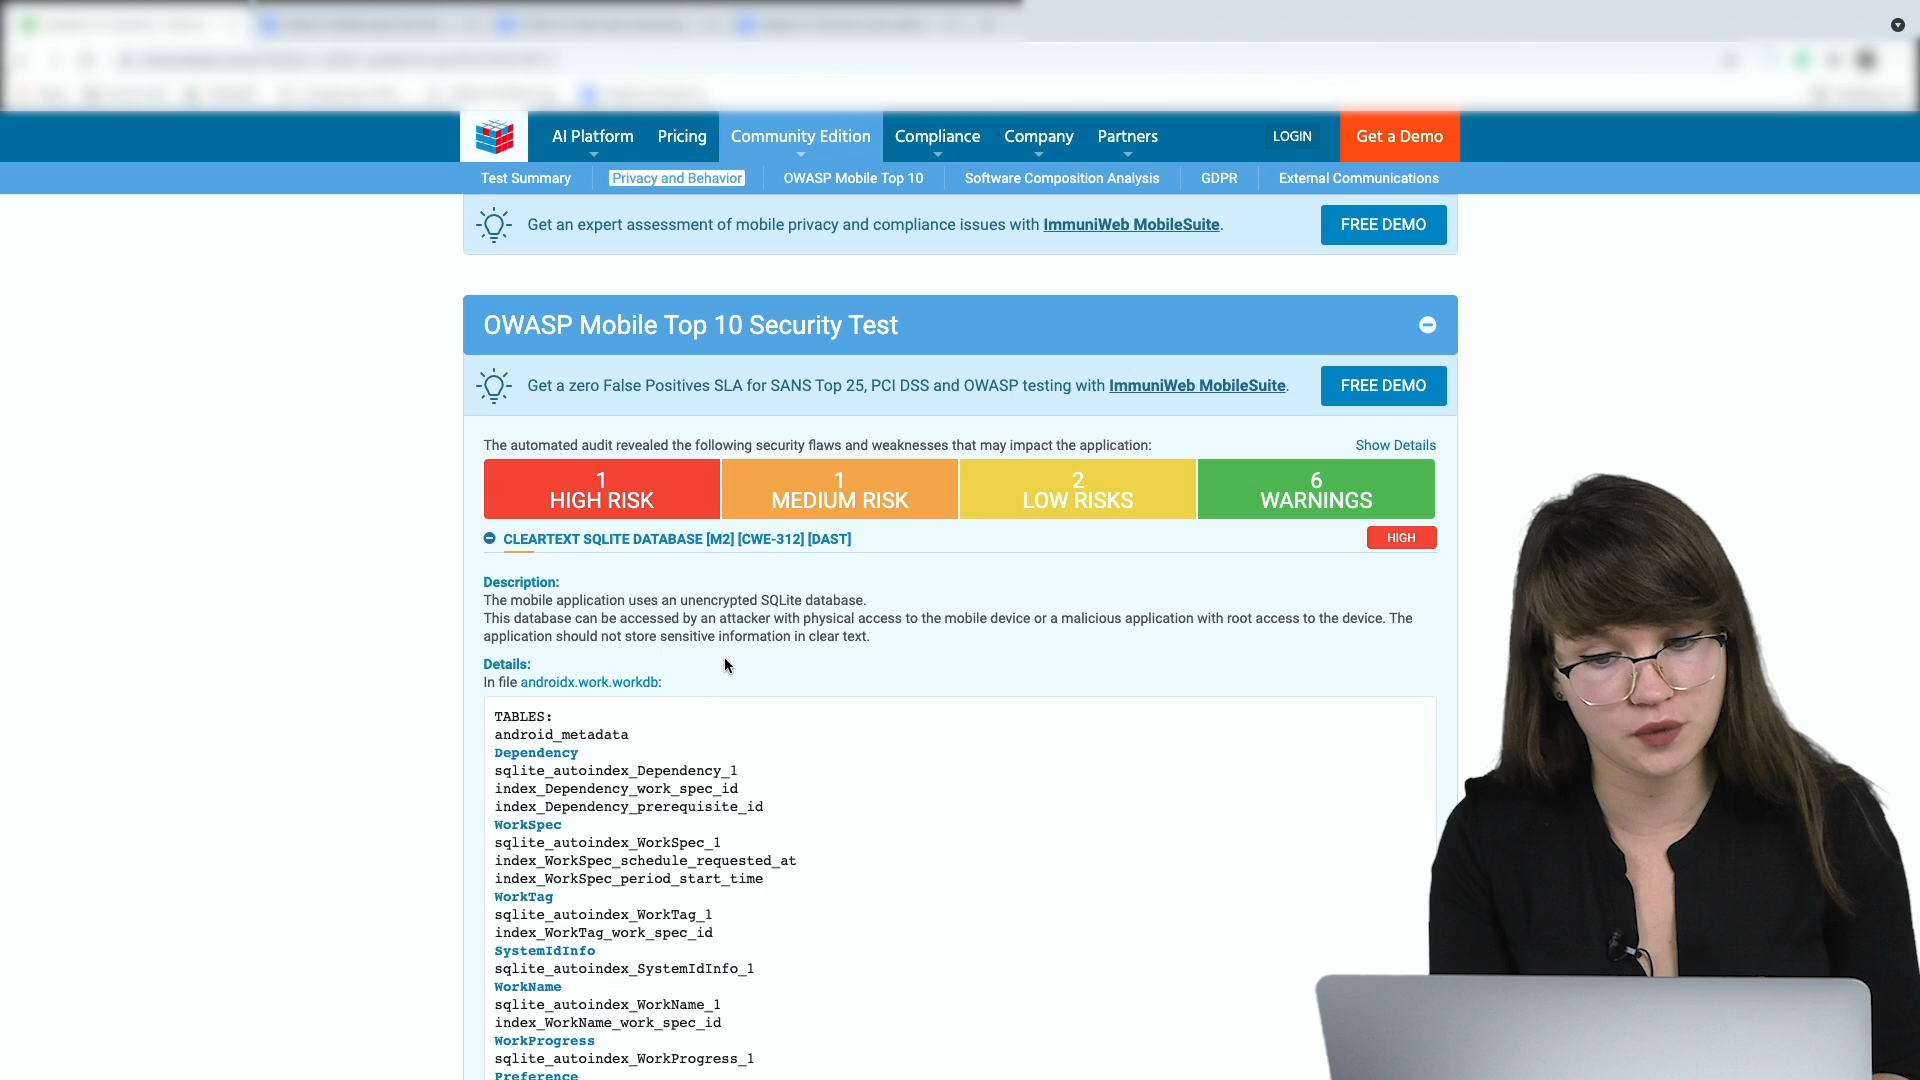 AI Platform Pricing Community Edition Compliance Company Partners LOGIN Get a Demo
Test Summary Privacy and Behavior OWASP Mobile Top 10 Software Composition Analysis GDPR External Communications
Get an expert assessment of mobile privacy and compliance issues with ImmuniWeb MobileSuite. FREE DEMO
OWASP Mobile Top 10 Security Test
Get a zero False Positives SLA for SANS Top 25, PCI DSS and OWASP testing with ImmuniWeb MobileSuite. FREE DEMO
The automated audit revealed the following security flaws and weaknesses that may impact the application: Show Details
1 1 2 6
HIGH RISK MEDIUM RISK LOW RISKS WARNINGS
CLEARTEXT SQLITE DATABASE [M2] [CWE-312] [DAST] HIGH
Description:
The mobile application uses an unencrypted SQLite database.
This database can be accessed by an attacker with physical access to the mobile device or a malicious application with root access to the device. The
application should not store sensitive information in clear text.
Details:
In file androidx.work.workdb:
TABLES:
android_metadata
Dependency
sqlite_autoindex_Dependency_1
index_Dependency_work_spec_id
index_Dependency_prerequisite_id
WorkSpec
sqlite_autoindex_WorkSpec_1
index_WorkSpec_schedule_requested_at
index_WorkSpec_period_start_time
WorkTag
sqlite_autoindex_WorkTag_1
index_WorkTag_work_spec_id
SystemIdInfo
sqlite_autoindex_SystemIdInfo_1
WorkName
sqlite_autoindex_WorkName_1
index_WorkName_work_spec_id
WorkProgress
sqlite_autoindex_WorkProgress_1
Preference